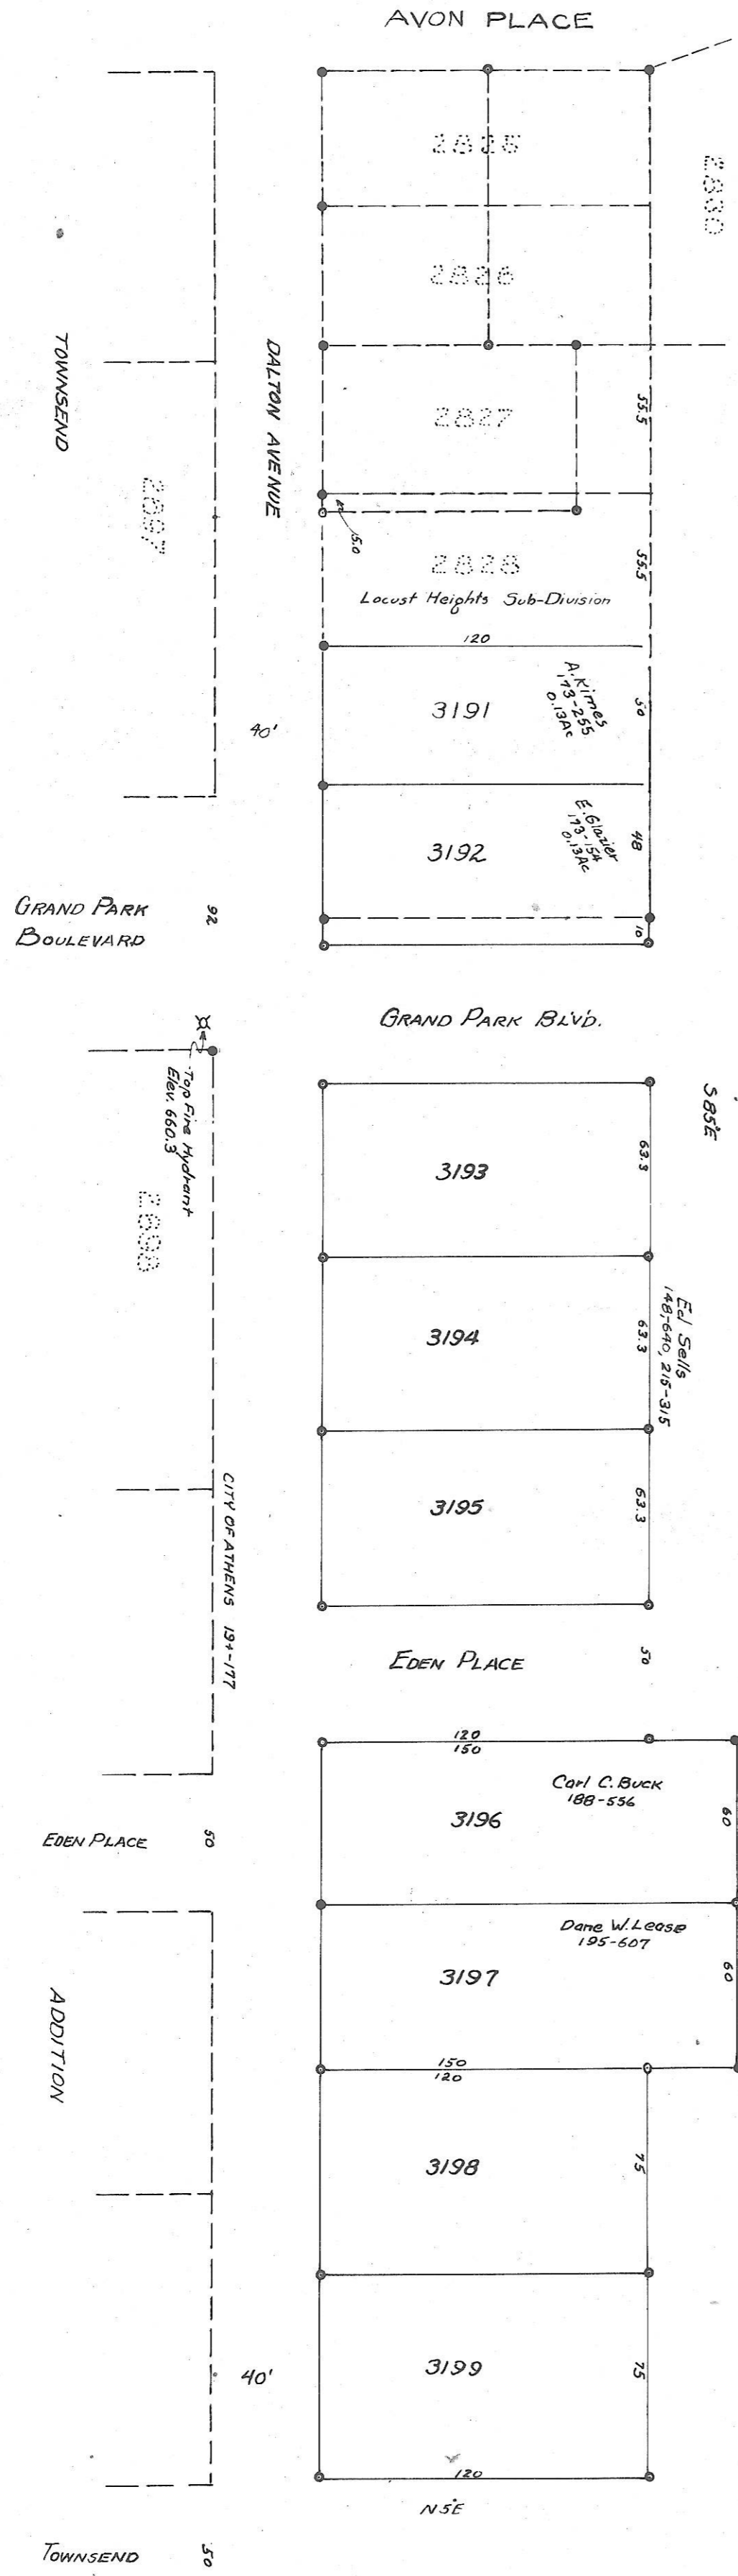 AVON PLACE
2825
2830
2826
TOWNSEND
DALTON AVENUE
2827
55.5
2897
15.0
2828
55.5
Locust Heights Sub-Division
120
A. Kimes
173-255
0.13Ac
50
3191
40'
E. Glazier
173-154
0.13Ac
48
3192
GRAND PARK
BOULEVARD
92
10
GRAND PARK BLVD.
Top Fire Hydrant
Elev. 660.3
S85°E
3193
63.3
2898
Ed Sells
148-640, 215-315
3194
63.3
CITY OF ATHENS 194-177
3195
63.3
EDEN PLACE
50
120
150
Carl C. Buck
188-556
3196
60
EDEN PLACE
50
Dane W. Lease
195-607
3197
60
ADDITION
150
120
3198
75
3199
75
40'
120
N5°E
TOWNSEND
50